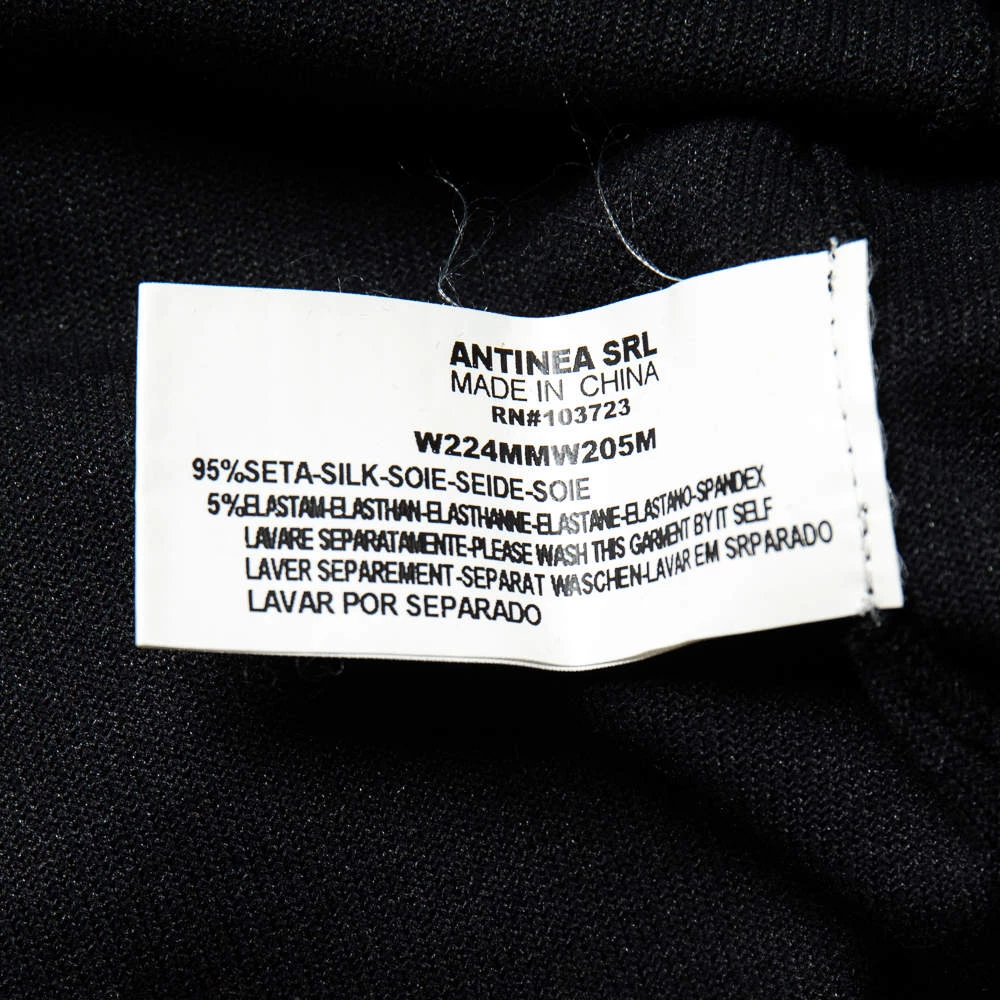 ANTINEA SRL
MADE IN CHINA
RN#103723
W224MMW205M
95%SETA-SILK-SOIE-SEIDE-SOIE
5%ELASTAM-ELASTHAN-ELASTHANNE-ELASTANE-ELASTANO-SPANDEX
LAVARE SEPARATAMENTE-PLEASE WASH THIS GARMENT BY IT SELF
LAVER SEPAREMENT-SEPARAT WASCHEN-LAVAR EM SRPARADO
LAVAR POR SEPARADO